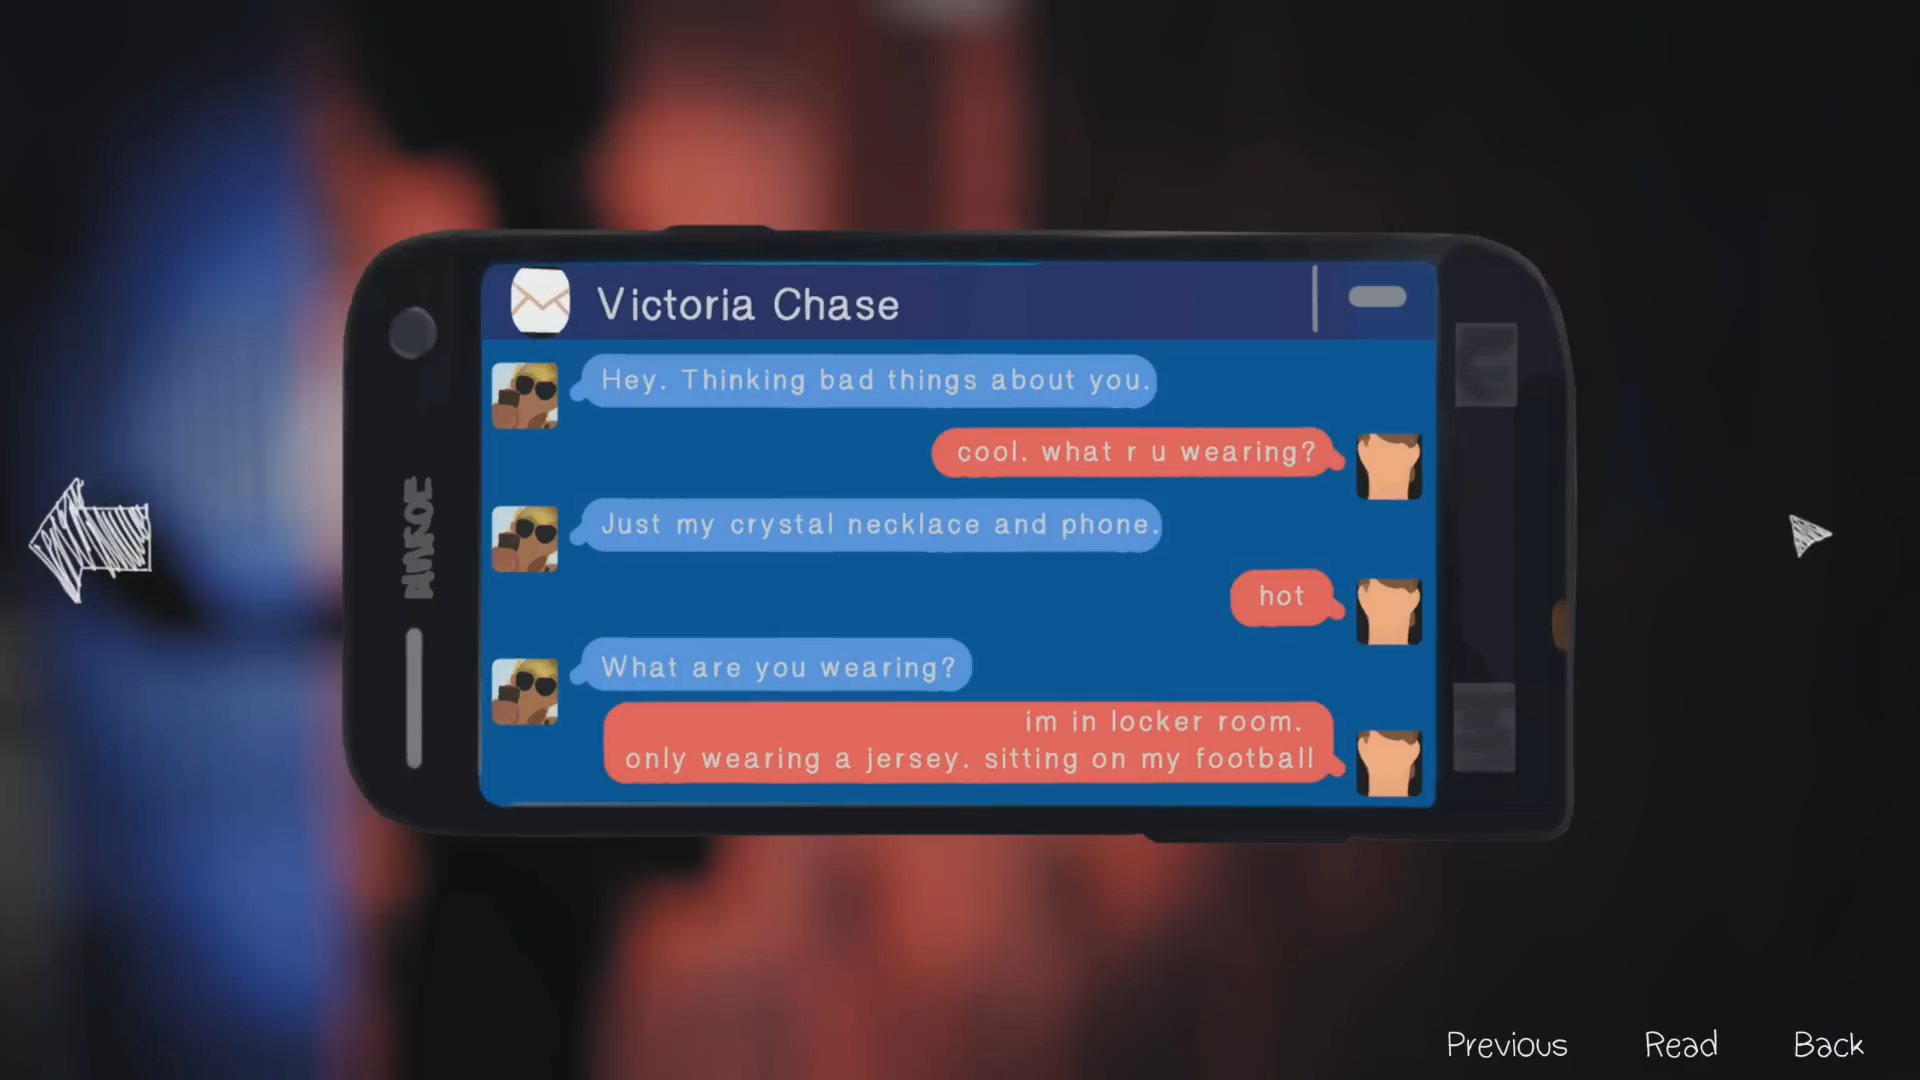 Victoria Chase
Hey. Thinking bad things about you.
cool. what r u wearing?
Just my crystal necklace and phone.
hot
What are you wearing?
im in locker room.
only wearing a jersey. sitting on my football
Previous
Read
Back